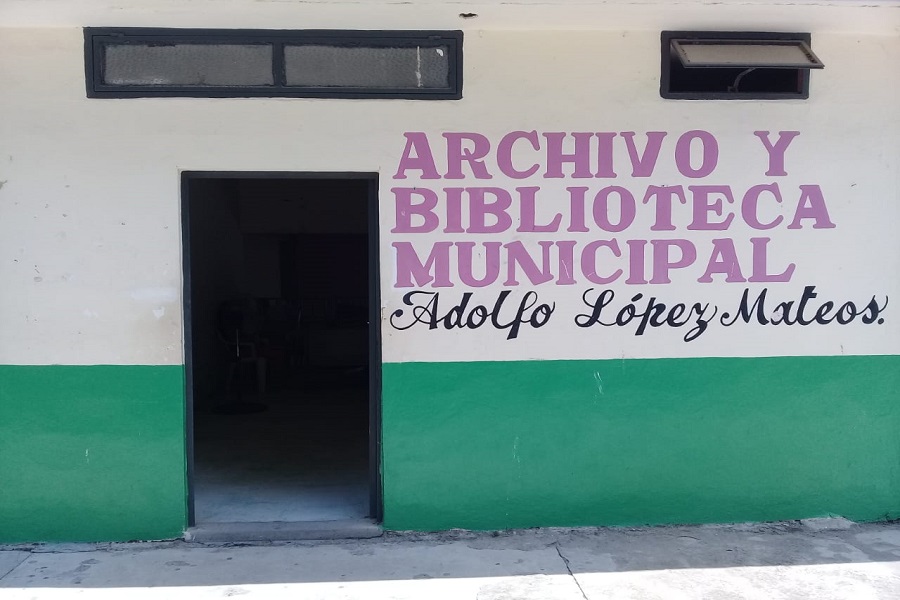 ARCHIVO Y
BIBLIOTECA
MUNICIPAL
Adolfo López Mateos.